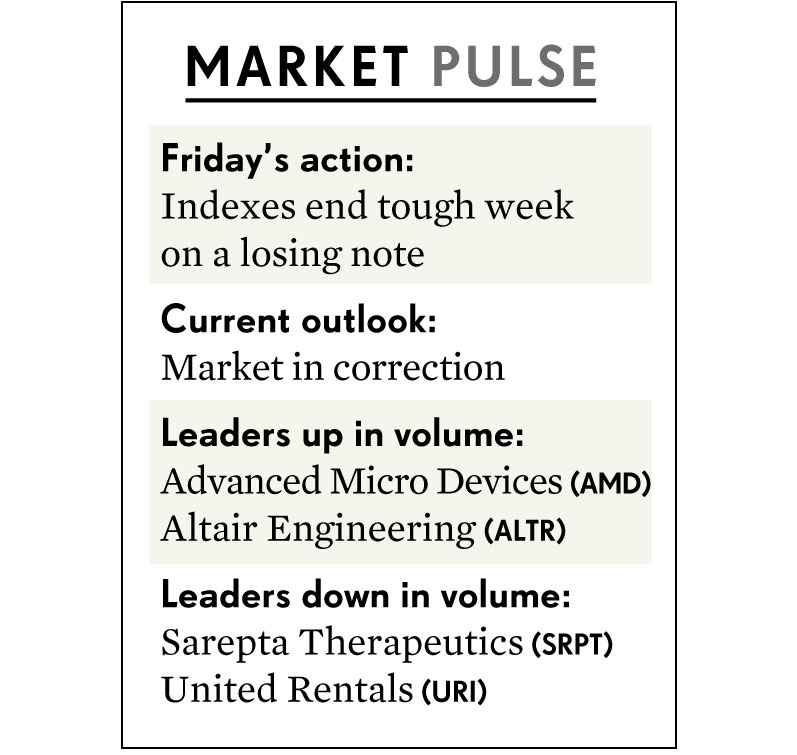 MARKET PULSE
Friday’s action:
Indexes end tough week
on a losing note
Current outlook:
Market in correction
Leaders up in volume:
Advanced Micro Devices (AMD)
Altair Engineering (ALTR)
Leaders down in volume:
Sarepta Therapeutics (SRPT)
United Rentals (URI)